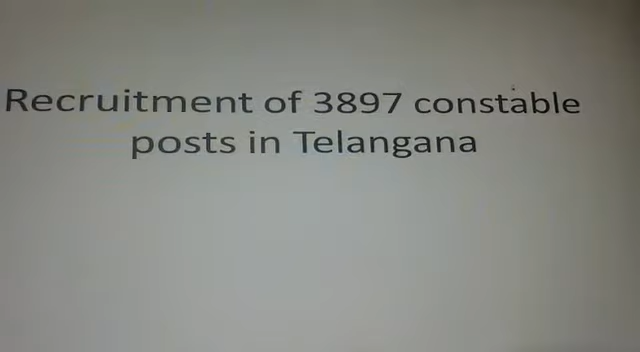 Recruitment of 3897 constable
posts in Telangana